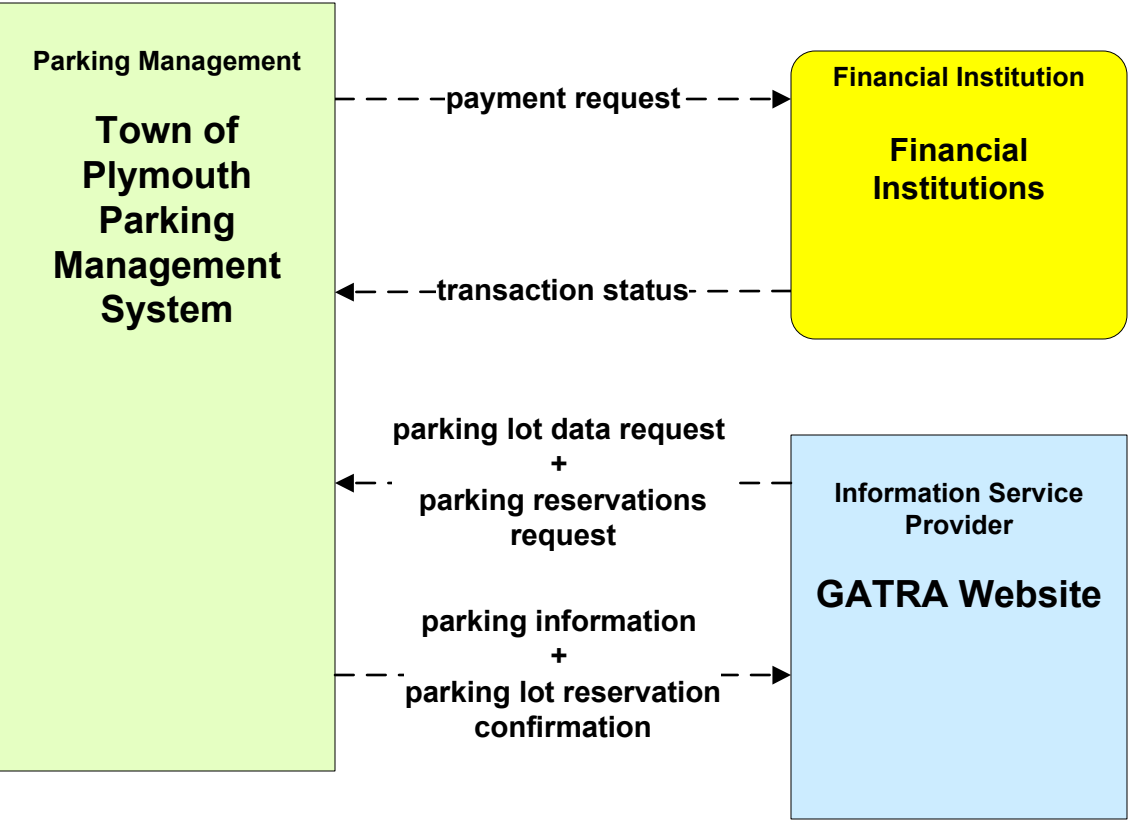 Parking Management
Town of
Plymouth
Parking
Management
System
payment request
transaction status
Financial Institution
Financial
Institutions
parking lot data request
+
parking reservations
request
parking information
+
parking lot reservation
confirmation
Information Service
Provider
GATRA Website